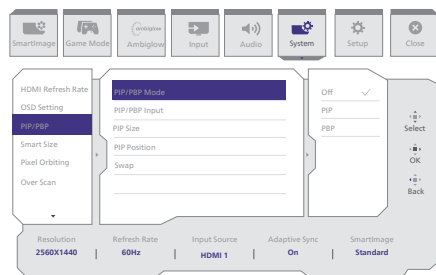 SmartImage Game Mode Ambiglow Input Audio System Setup Close
ambiglow
HDMI Refresh Rate
OSD Setting
PIP/PBP
Smart Size
Pixel Orbiting
Over Scan
PIP/PBP Mode
PIP/PBP Input
PIP Size
PIP Position
Swap
Off
PIP
PBP
Select
OK
Back
Resolution Refresh Rate Input Source Adaptive Sync SmartImage
2560X1440 | 60Hz | HDMI 1 | On | Standard